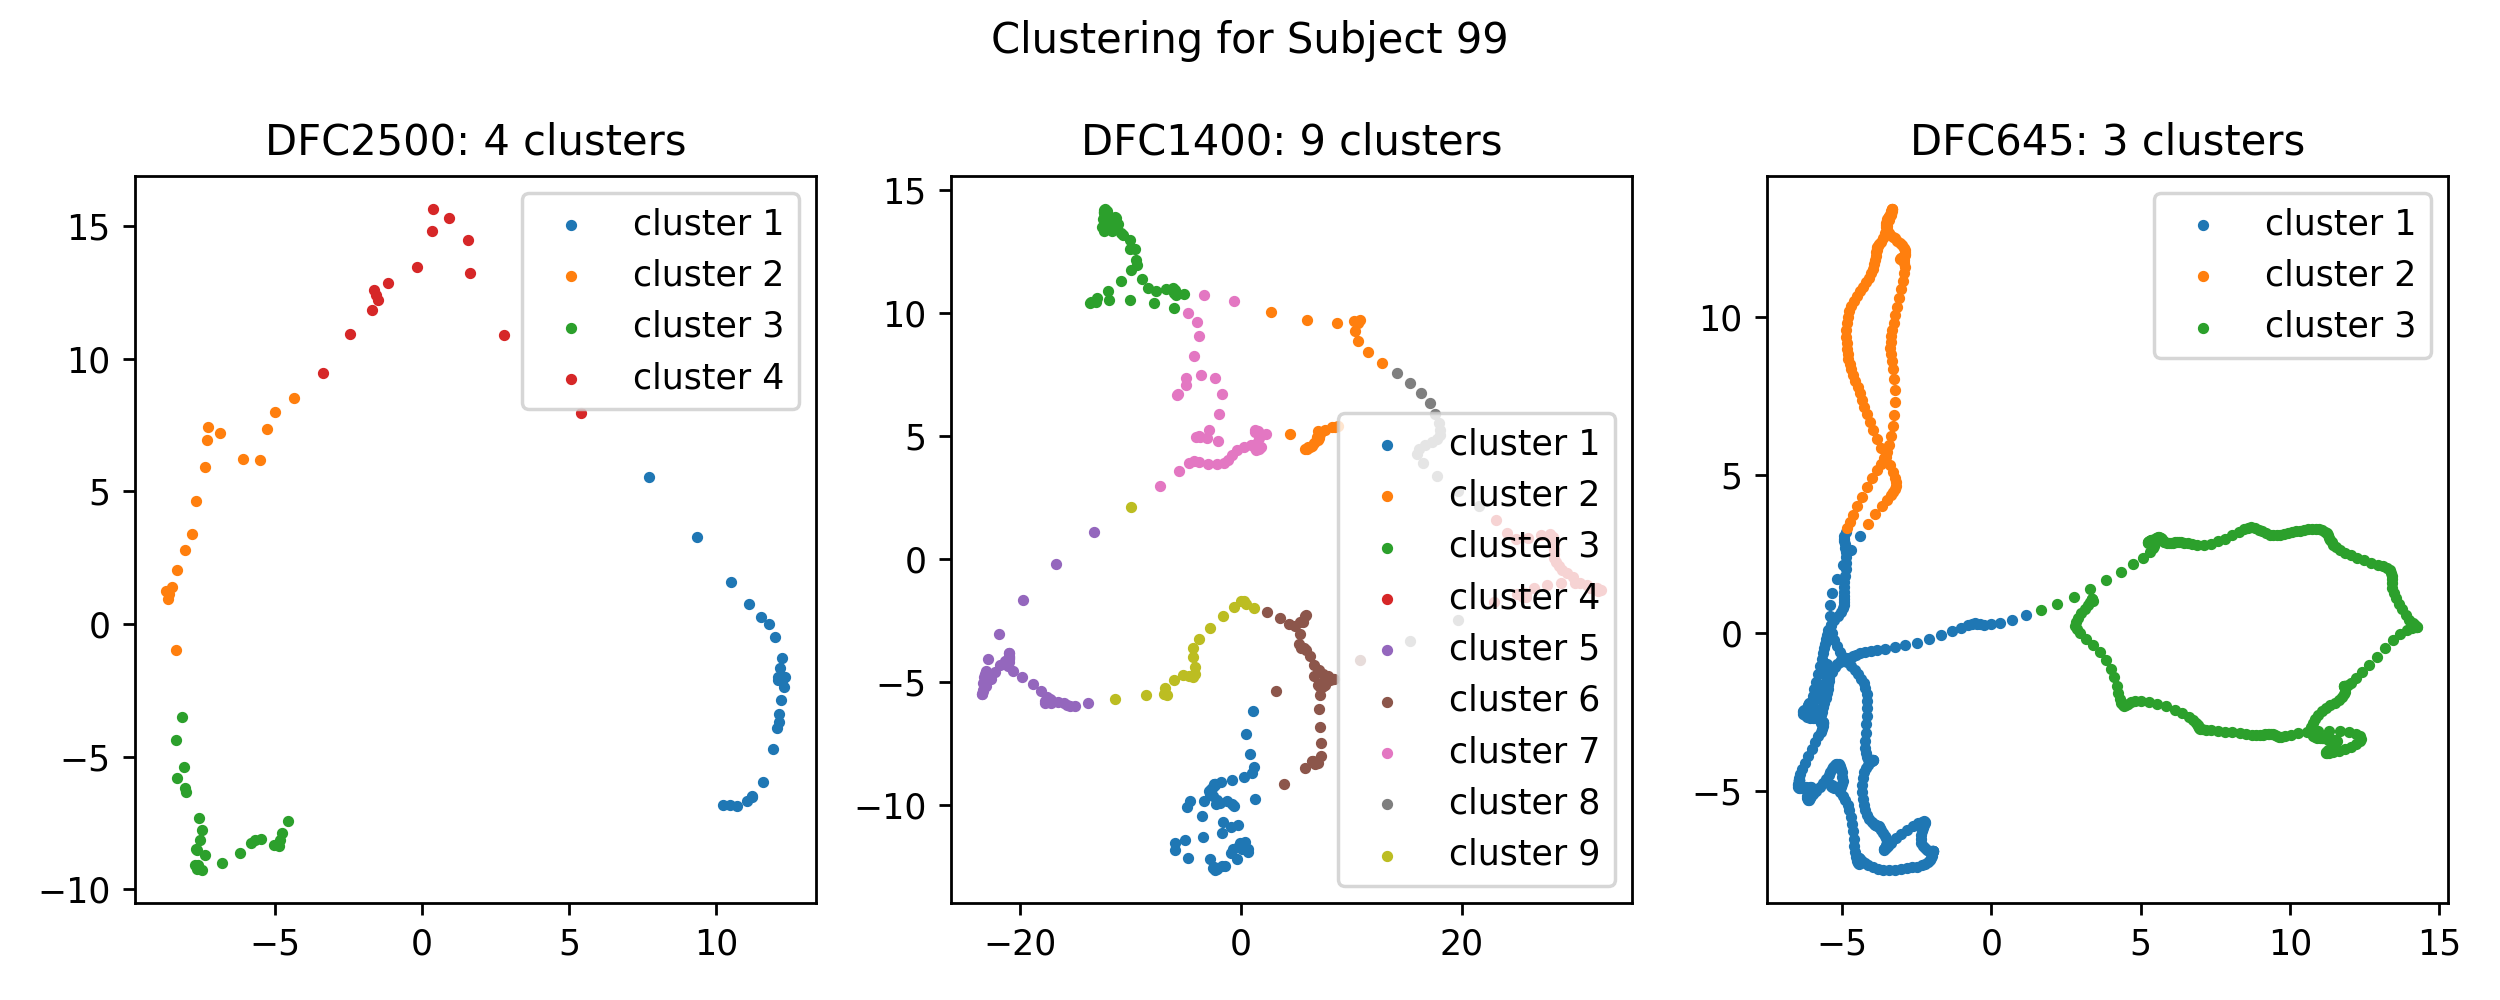 Clustering for Subject 99
DFC2500: 4 clusters
15
10
5
0
−5
−10
−5
0
5
10
cluster 1
cluster 2
cluster 3
cluster 4
DFC1400: 9 clusters
15
10
5
0
−5
−10
−20
0
20
cluster 1
cluster 2
cluster 3
cluster 4
cluster 5
cluster 6
cluster 7
cluster 8
cluster 9
DFC645: 3 clusters
10
5
0
−5
−5
0
5
10
15
cluster 1
cluster 2
cluster 3